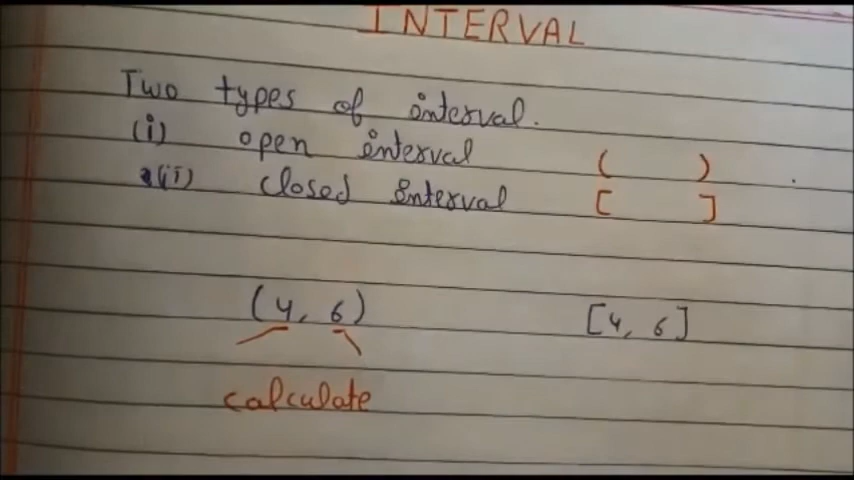 INTERVAL
Two types of interval.
(i) open interval ( )
(ii) closed interval [ ]
(4, 6) [4, 6]
calculate